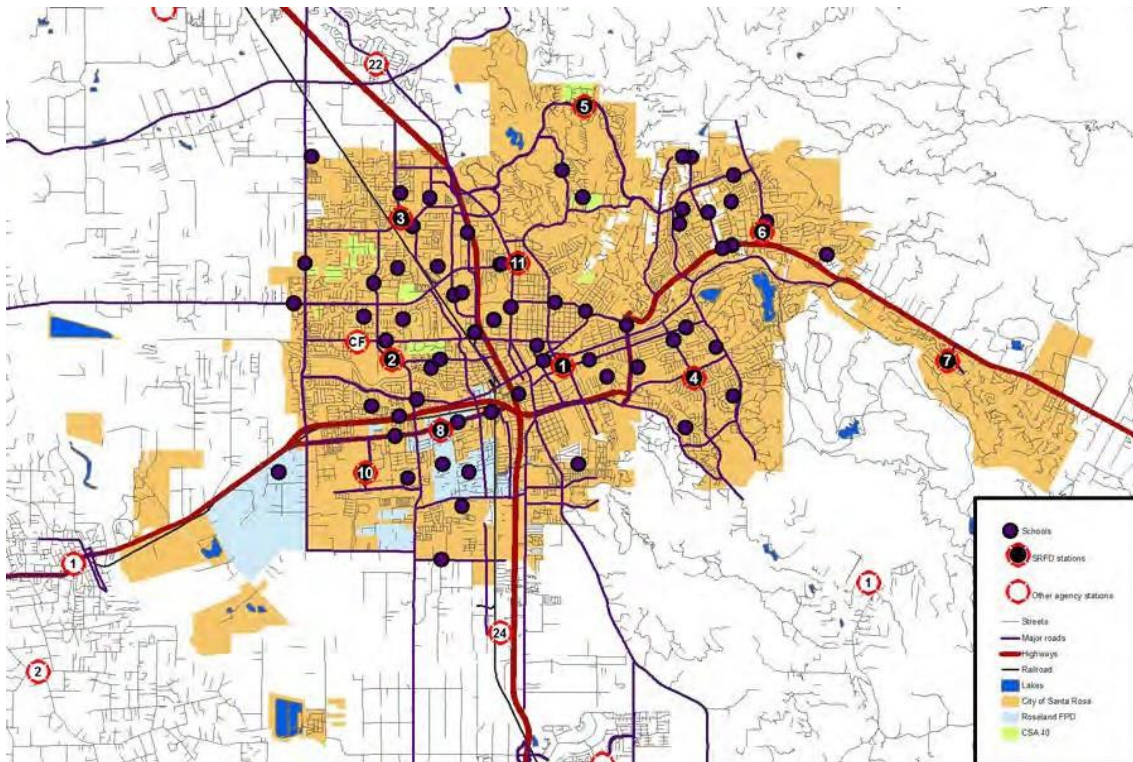 22
5
3
6
11
CF
2
1
7
4
8
10
1
1
24
2
Schools
SRFD stations
Other agency stations
Streets
Major roads
Highways
Railroad
Lakes
City of Santa Rosa
Roseland FPD
CSA 40